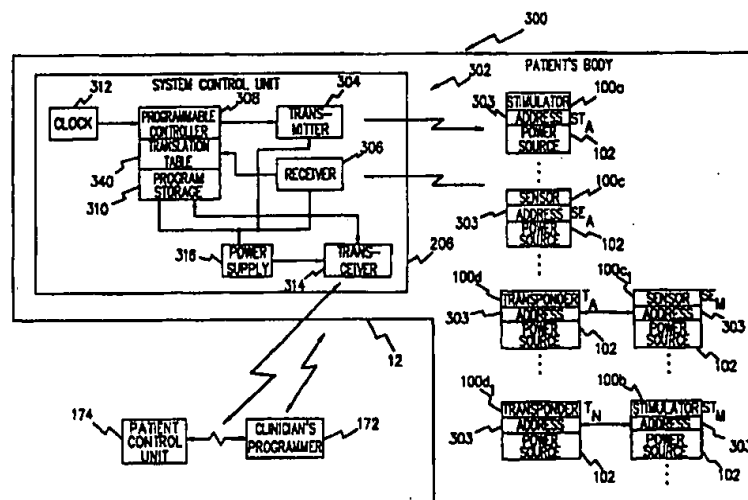 300
PATIENT'S BODY
SYSTEM CONTROL UNIT
302
312
308
304
CLOCK
PROGRAMMABLE
CONTROLLER
TRANS-
MITTER
TRANSLATION
TABLE
340
PROGRAM
STORAGE
310
RECEIVER
306
POWER
SUPPLY
316
TRANS-
CEIVER
314
206
303
STIMULATOR
100a
ADDRESS
ST A
POWER
SOURCE
102
SENSOR
100c
303
ADDRESS
SE A
POWER
SOURCE
102
100d
TRANSPONDER
T A
303
ADDRESS
POWER
SOURCE
102
100c
SENSOR
SE M
ADDRESS
303
POWER
SOURCE
102
100d
TRANSPONDER
T N
303
ADDRESS
POWER
SOURCE
102
100b
STIMULATOR
ST M
ADDRESS
303
POWER
SOURCE
102
12
174
PATIENT
CONTROL
UNIT
CLINICIAN'S
PROGRAMMER
172